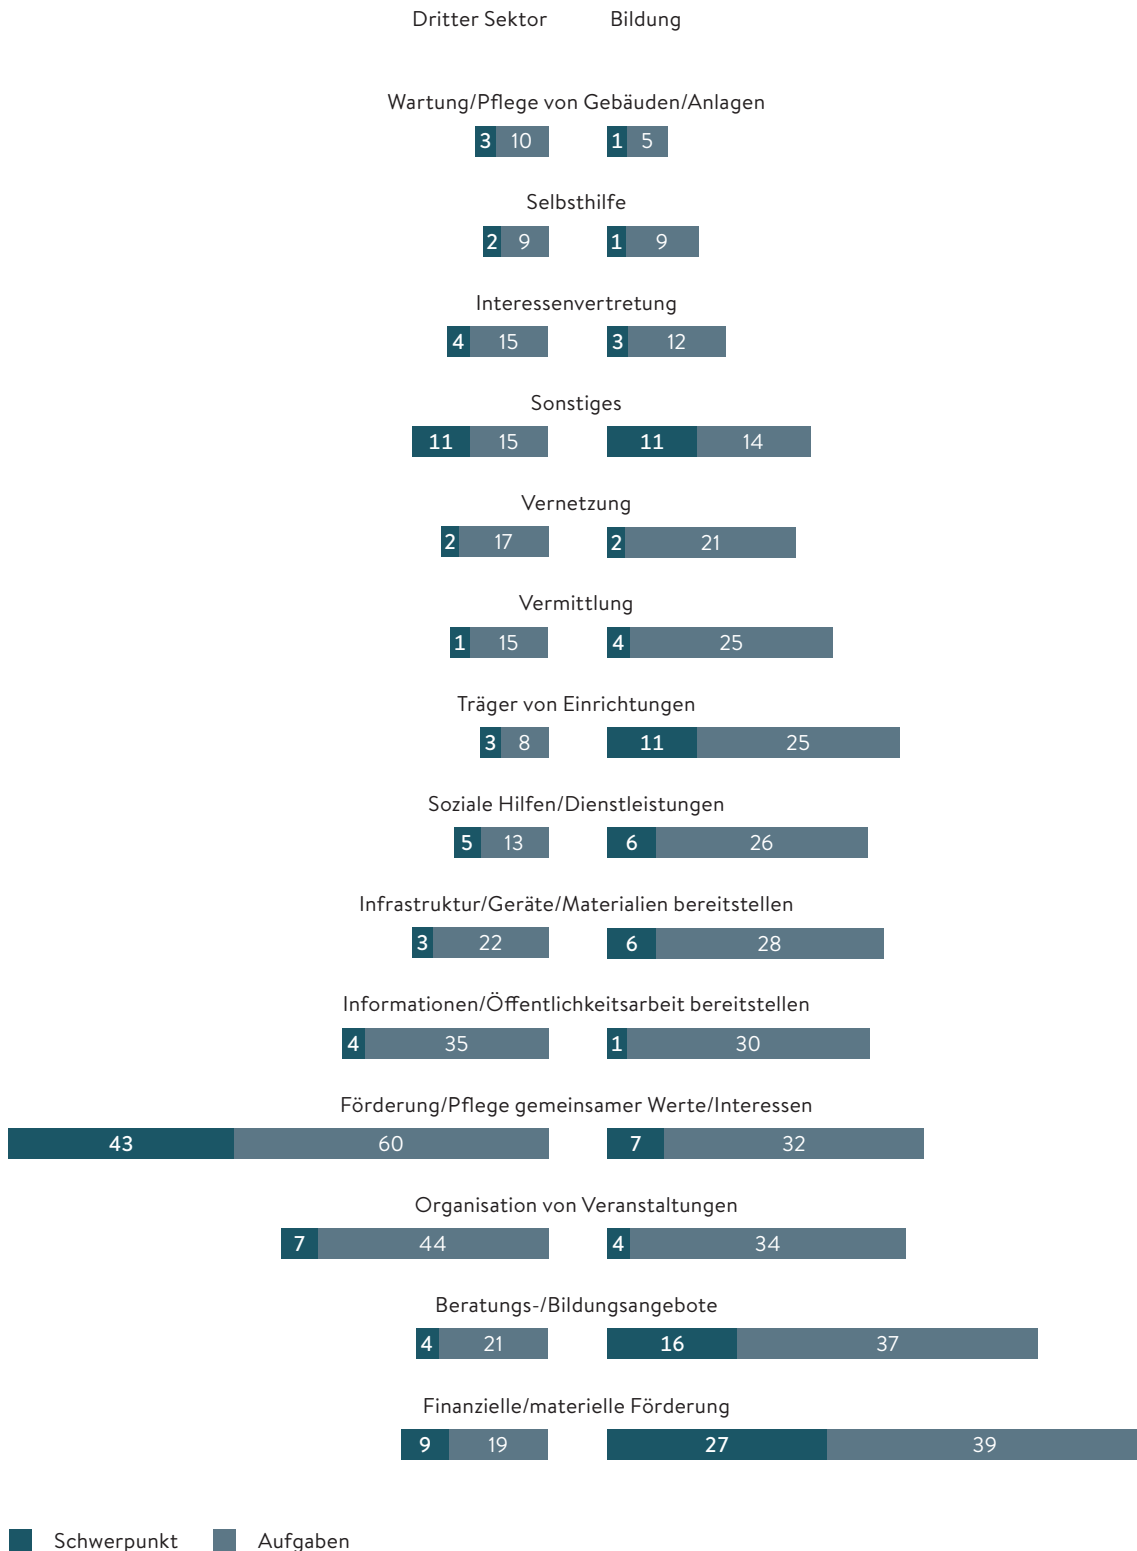 Dritter Sektor Bildung
Wartung/Pflege von Gebäuden/Anlagen
3 10 1 5
Selbsthilfe
2 9 1 9
Interessenvertretung
4 15 3 12
Sonstiges
11 15 11 14
Vernetzung
2 17 2 21
Vermittlung
1 15 4 25
Träger von Einrichtungen
3 8 11 25
Soziale Hilfen/Dienstleistungen
5 13 6 26
Infrastruktur/Geräte/Materialien bereitstellen
3 22 6 28
Informationen/Öffentlichkeitsarbeit bereitstellen
4 35 1 30
Förderung/Pflege gemeinsamer Werte/Interessen
43 60 7 32
Organisation von Veranstaltungen
7 44 4 34
Beratungs-/Bildungsangebote
4 21 16 37
Finanzielle/materielle Förderung
9 19 27 39
Schwerpunkt Aufgaben